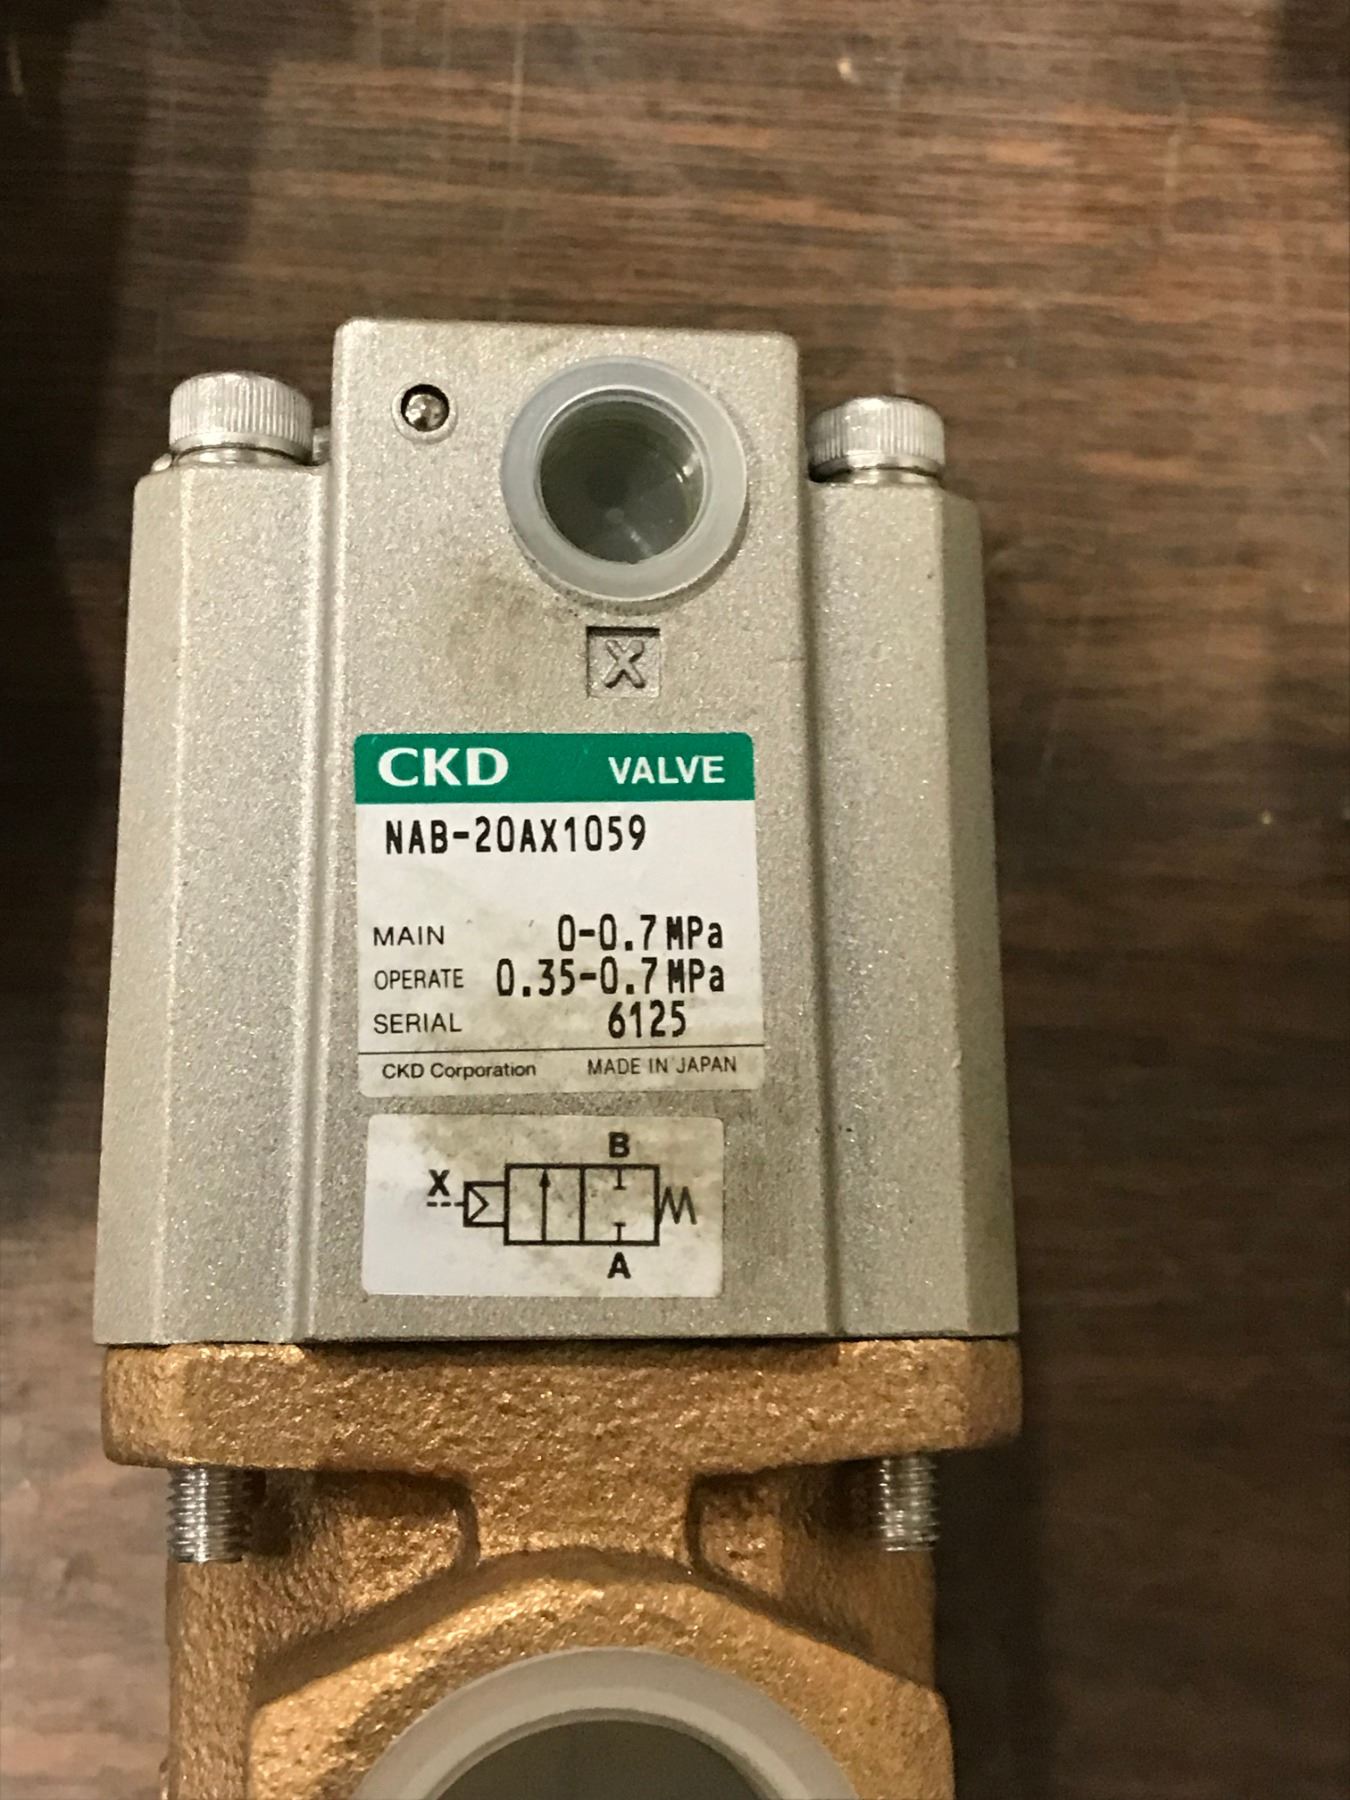 X
CKD VALVE
NAB-20AX1059
MAIN 0-0.7MPa
OPERATE 0.35-0.7MPa
SERIAL 6125
CKD Corporation MADE IN JAPAN
B
X
A